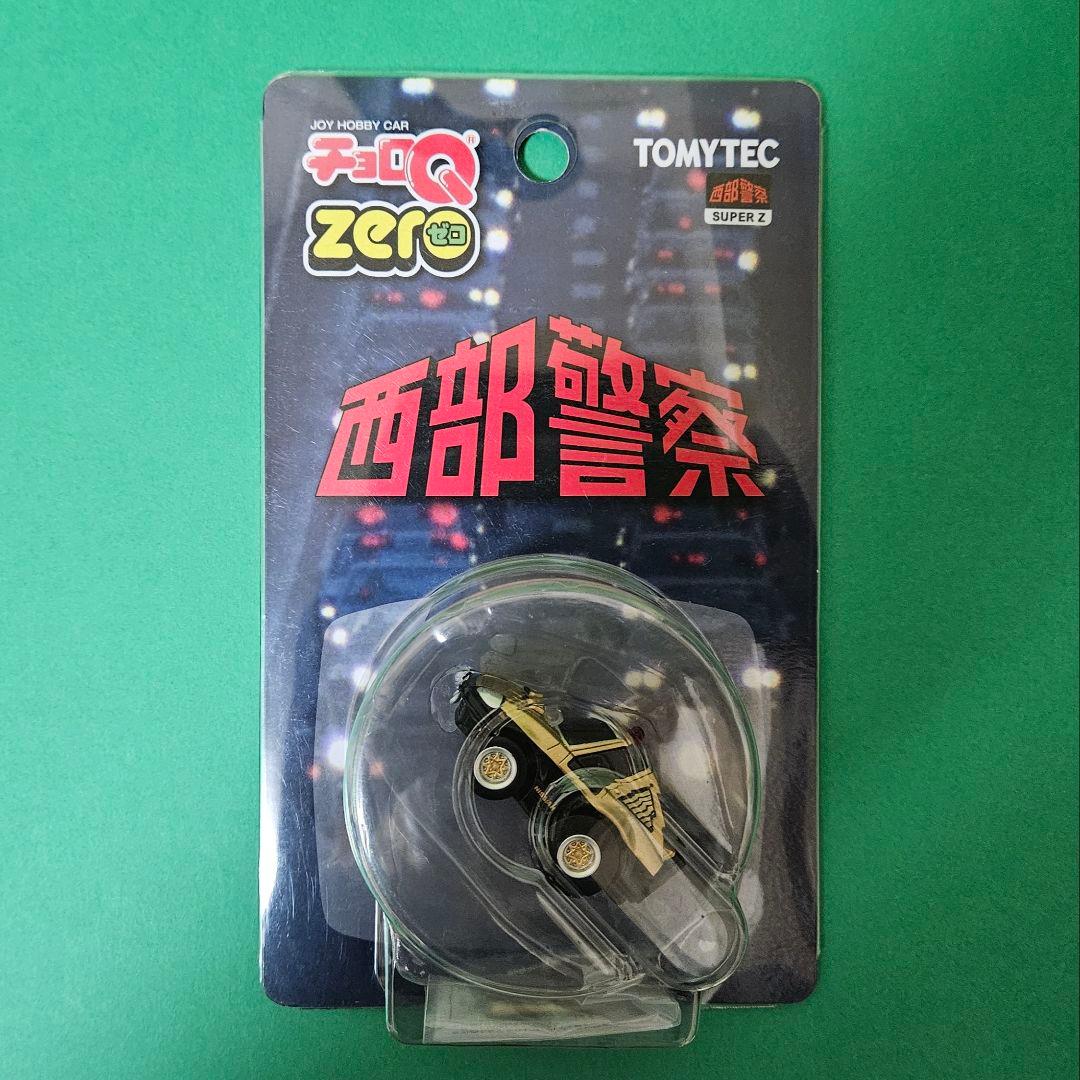 JOY HOBBY CAR
チョロQ®
zero ゼロ
TOMYTEC
西部警察
SUPER Z
西部警察
NISSAN